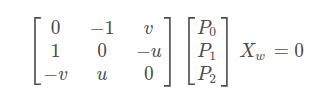 [ 0 −1 v ] [ P₀ ]
[ 1 0 −u ] [ P₁ ] X_w = 0
[ −v u 0 ] [ P₂ ]